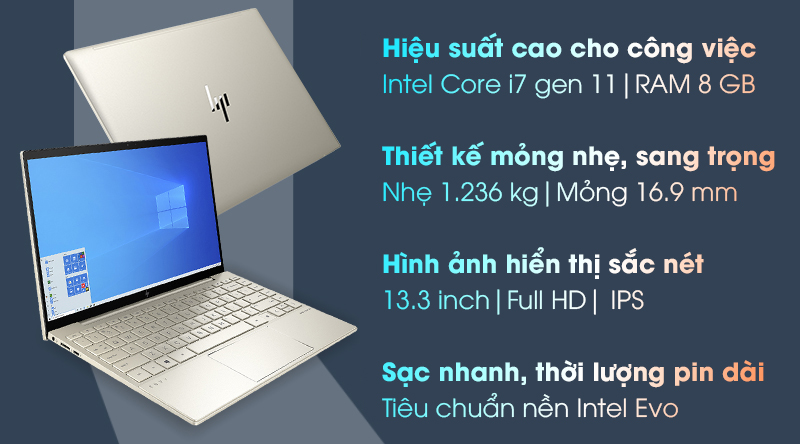 Hiệu suất cao cho công việc
Intel Core i7 gen 11|RAM 8 GB
Thiết kế mỏng nhẹ, sang trọng
Nhẹ 1.236 kg|Mỏng 16.9 mm
Hình ảnh hiển thị sắc nét
13.3 inch|Full HD| IPS
Sạc nhanh, thời lượng pin dài
Tiêu chuẩn nền Intel Evo